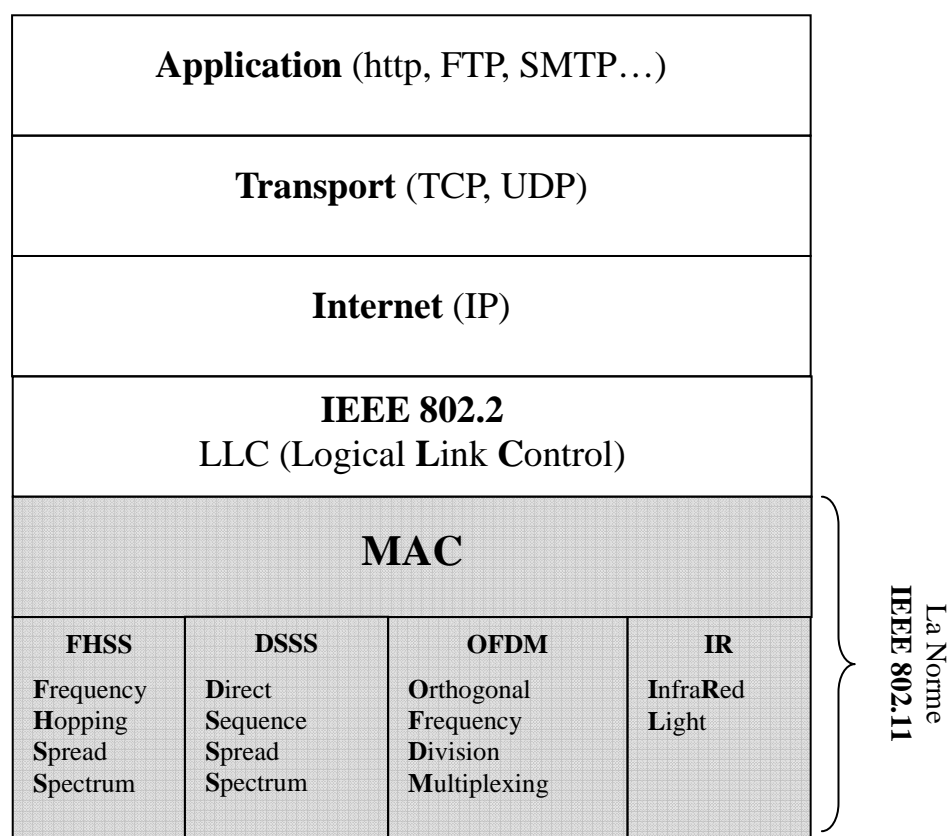 Application (http, FTP, SMTP…)
Transport (TCP, UDP)
Internet (IP)
IEEE 802.2
LLC (Logical Link Control)
MAC
FHSS
Frequency
Hopping
Spread
Spectrum
DSSS
Direct
Sequence
Spread
Spectrum
OFDM
Orthogonal
Frequency
Division
Multiplexing
IR
InfraRed
Light
La Norme
IEEE 802.11